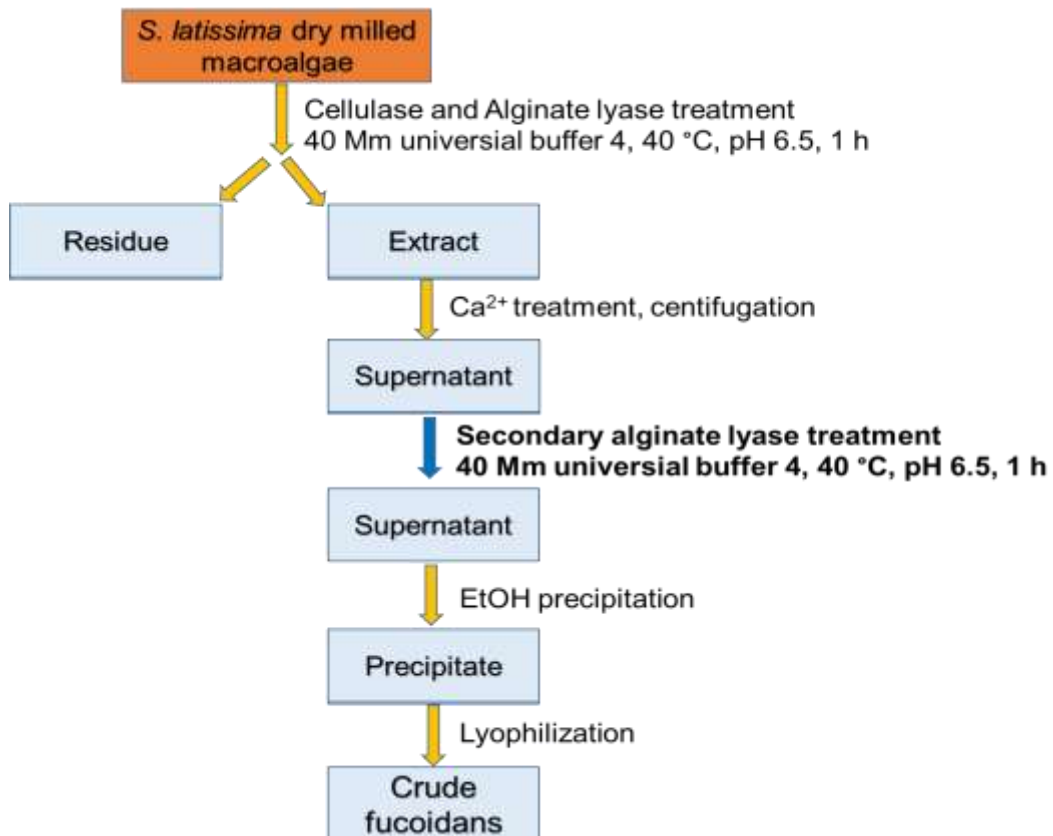 S. latissima dry milled
macroalgae
Cellulase and Alginate lyase treatment
40 Mm universial buffer 4, 40 °C, pH 6.5, 1 h
Residue
Extract
Ca²⁺ treatment, centifugation
Supernatant
Secondary alginate lyase treatment
40 Mm universial buffer 4, 40 °C, pH 6.5, 1 h
Supernatant
EtOH precipitation
Precipitate
Lyophilization
Crude
fucoidans